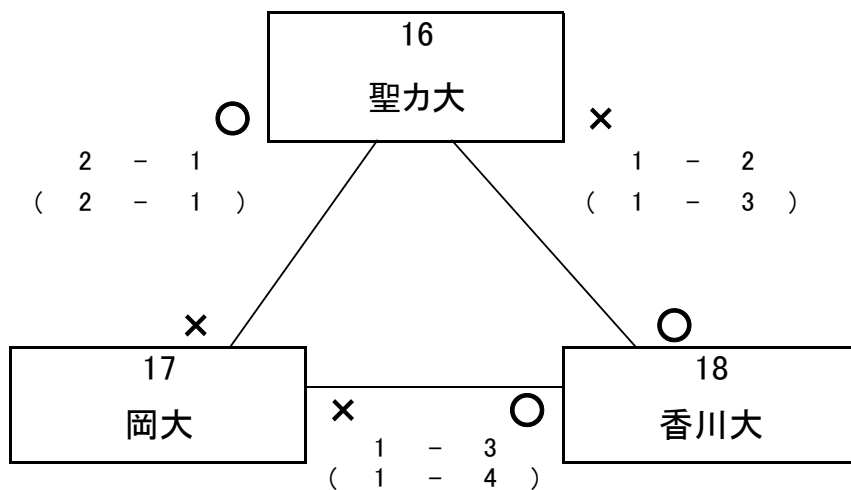 16
聖カ大
○ ×
2 - 1
( 2 - 1 )
1 - 2
( 1 - 3 )
× ○
17
岡大
18
香川大
× ○
1 - 3
( 1 - 4 )